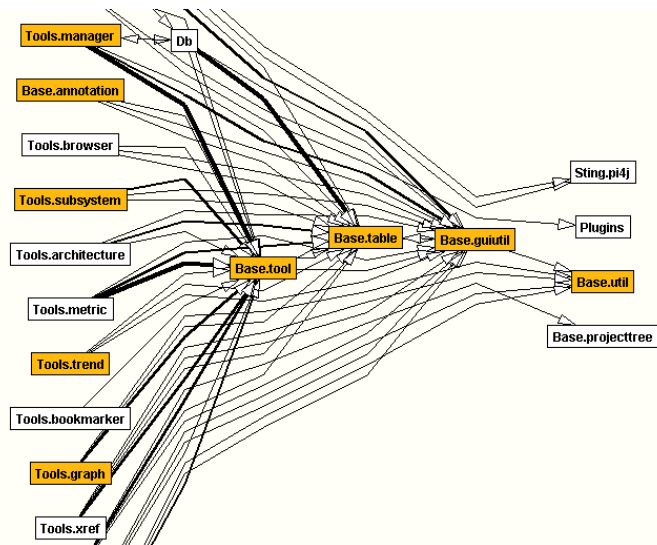 Tools.manager
Db
Base.annotation
Tools.browser
Sting.pi4j
Tools.subsystem
Plugins
Base.table
Base.guiutil
Tools.architecture
Base.tool
Base.util
Tools.metric
Base.projecttree
Tools.trend
Tools.bookmarker
Tools.graph
Tools.xref